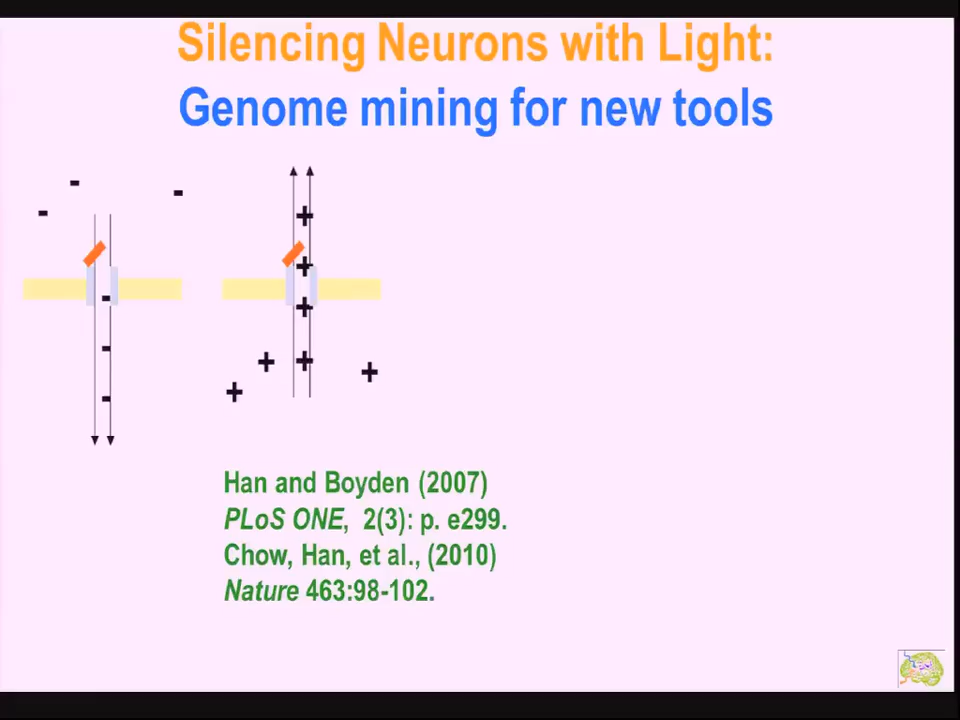 Silencing Neurons with Light:
Genome mining for new tools
- - -
+
+
-
+
-
+ + +
+
-
Han and Boyden (2007)
PLoS ONE, 2(3): p. e299.
Chow, Han, et al., (2010)
Nature 463:98-102.